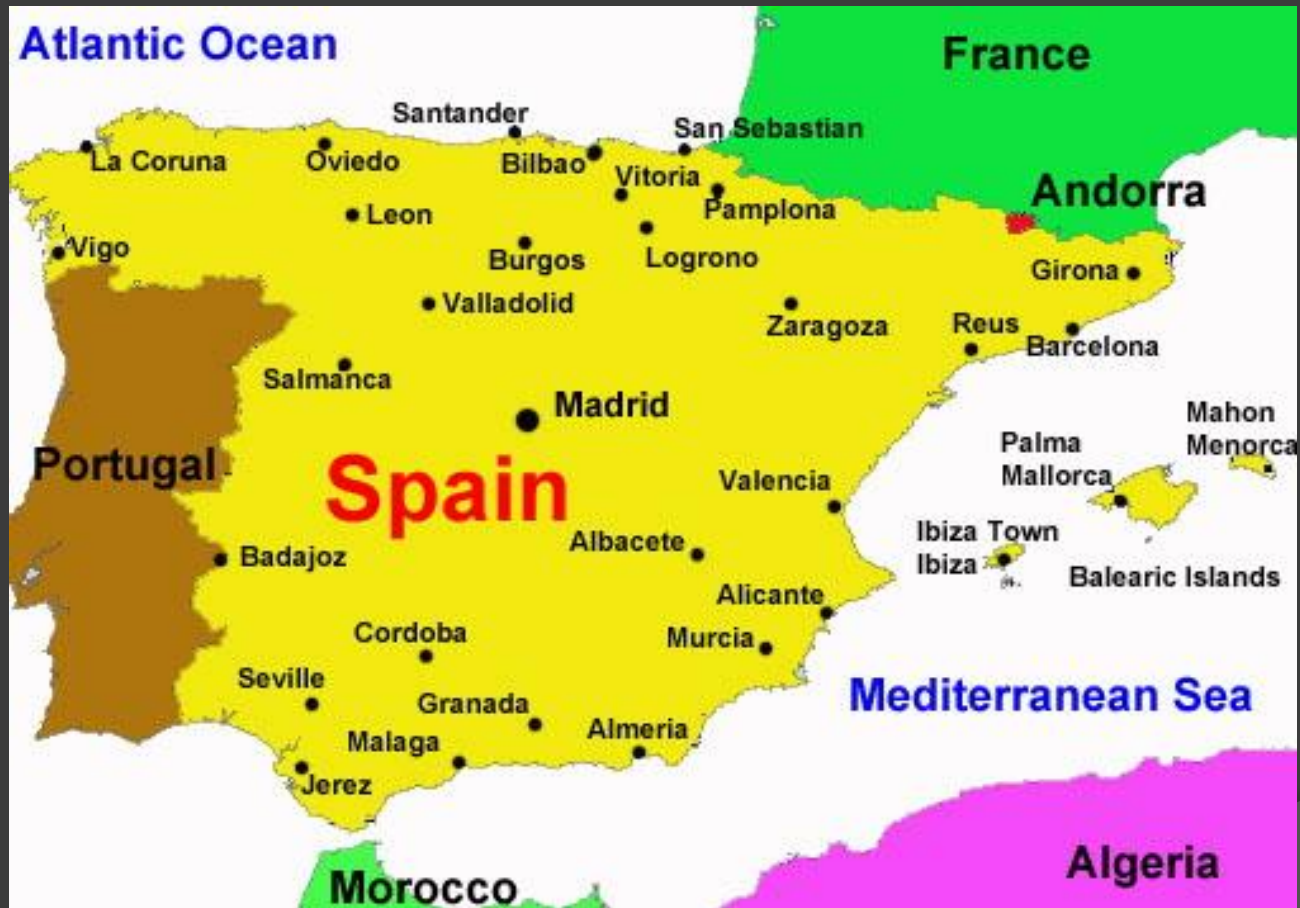 Atlantic Ocean
France
Santander
San Sebastian
La Coruna
Oviedo
Bilbao
Vitoria
Andorra
Leon
Pamplona
Vigo
Burgos
Logrono
Girona
Valladolid
Zaragoza
Reus
Barcelona
Salmanca
Madrid
Mahon
Menorca
Palma
Mallorca
Portugal
Spain
Valencia
Ibiza Town
Ibiza
Albacete
Badajoz
Balearic Islands
Alicante
Cordoba
Murcia
Seville
Granada
Mediterranean Sea
Almeria
Malaga
Jerez
Algeria
Morocco